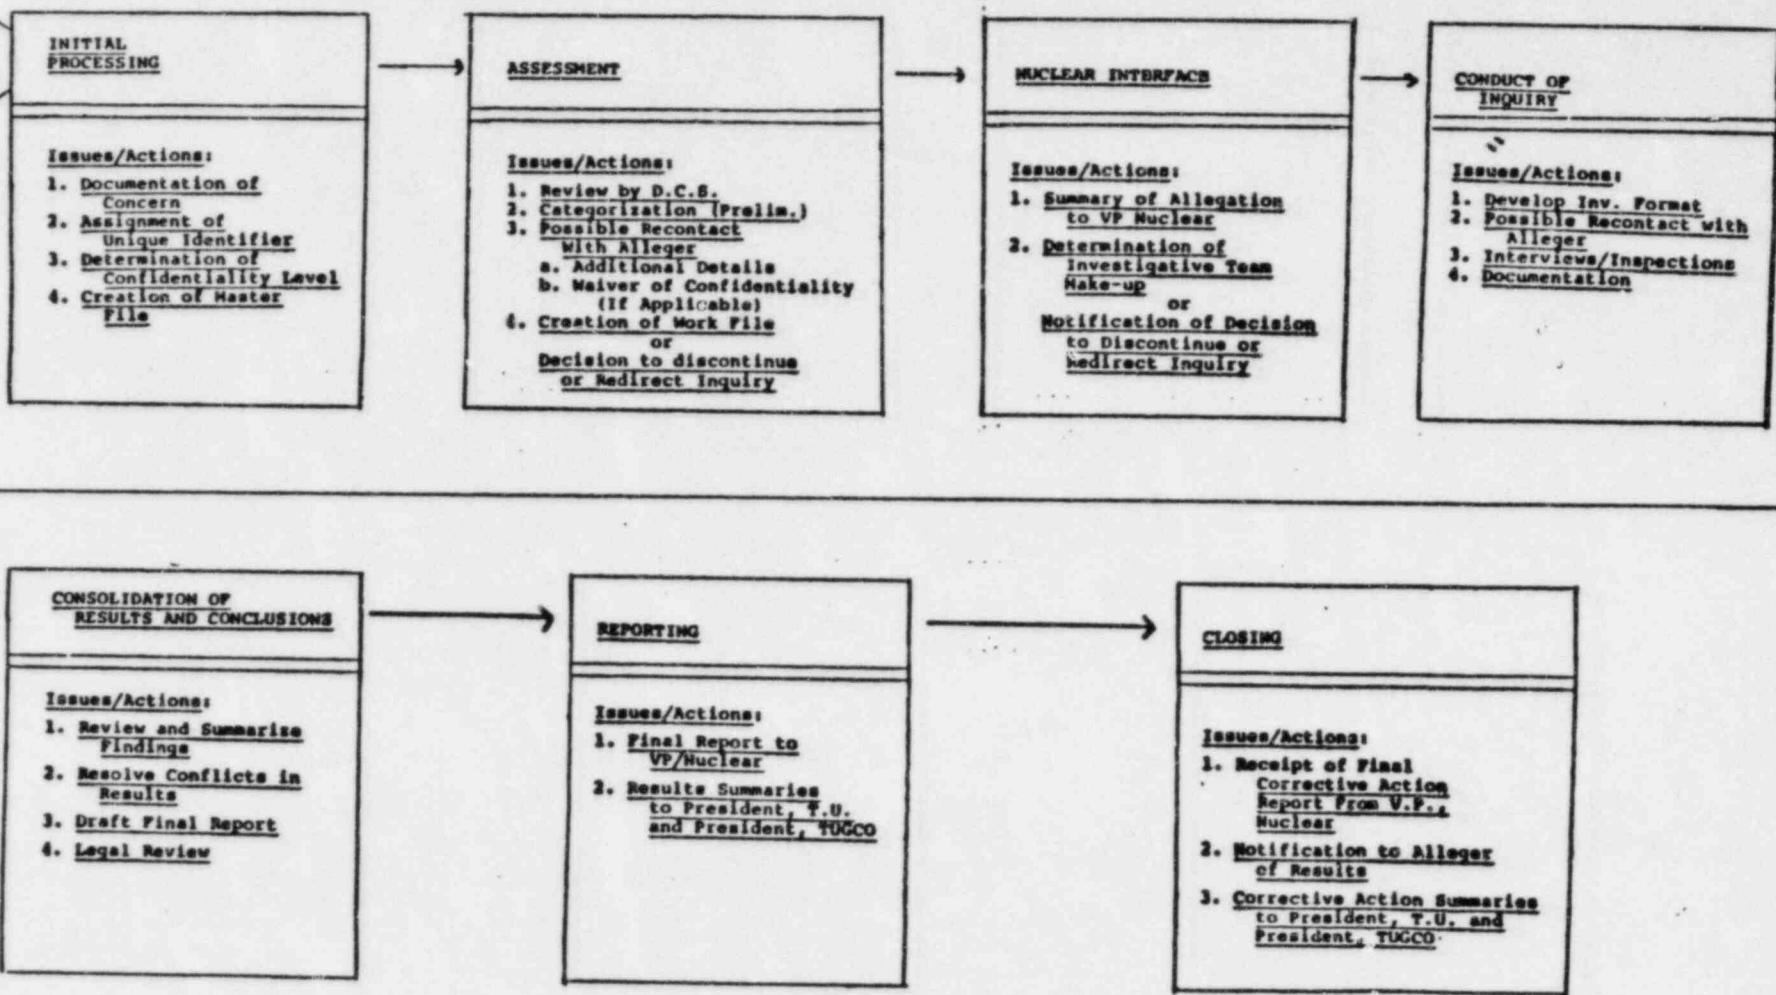 INITIAL
PROCESSING
Issues/Actions:
1. Documentation of
Concern
2. Assignment of
Unique Identifier
3. Determination of
Confidentiality Level
4. Creation of Master
File
ASSESSMENT
Issues/Actions:
1. Review by D.C.S.
2. Categorization (Prelim.)
3. Possible Recontact
With Alleger
a. Additional Details
b. Waiver of Confidentiality
(If Applicable)
4. Creation of Work File
or
Decision to discontinue
or Redirect Inquiry
NUCLEAR INTERFACE
Issues/Actions:
1. Summary of Allegation
to VP Nuclear
2. Determination of
Investigative Team
Make-up
or
Notification of Decision
to Discontinue or
Redirect Inquiry
CONDUCT OF
INQUIRY
Issues/Actions:
1. Develop Inv. Format
2. Possible Recontact with
Alleger
3. Interviews/Inspections
4. Documentation
CONSOLIDATION OF
RESULTS AND CONCLUSIONS
Issues/Actions:
1. Review and Summarize
Findings
2. Resolve Conflicts in
Results
3. Draft Final Report
4. Legal Review
REPORTING
Issues/Actions:
1. Final Report to
VP/Nuclear
2. Results Summaries
to President, T.U.
and President, TUGCO
CLOSING
Issues/Actions:
1. Receipt of Final
Corrective Action
Report From V.P.,
Nuclear
2. Notification to Alleger
of Results
3. Corrective Action Summaries
to President, T.U. and
President, TUGCO